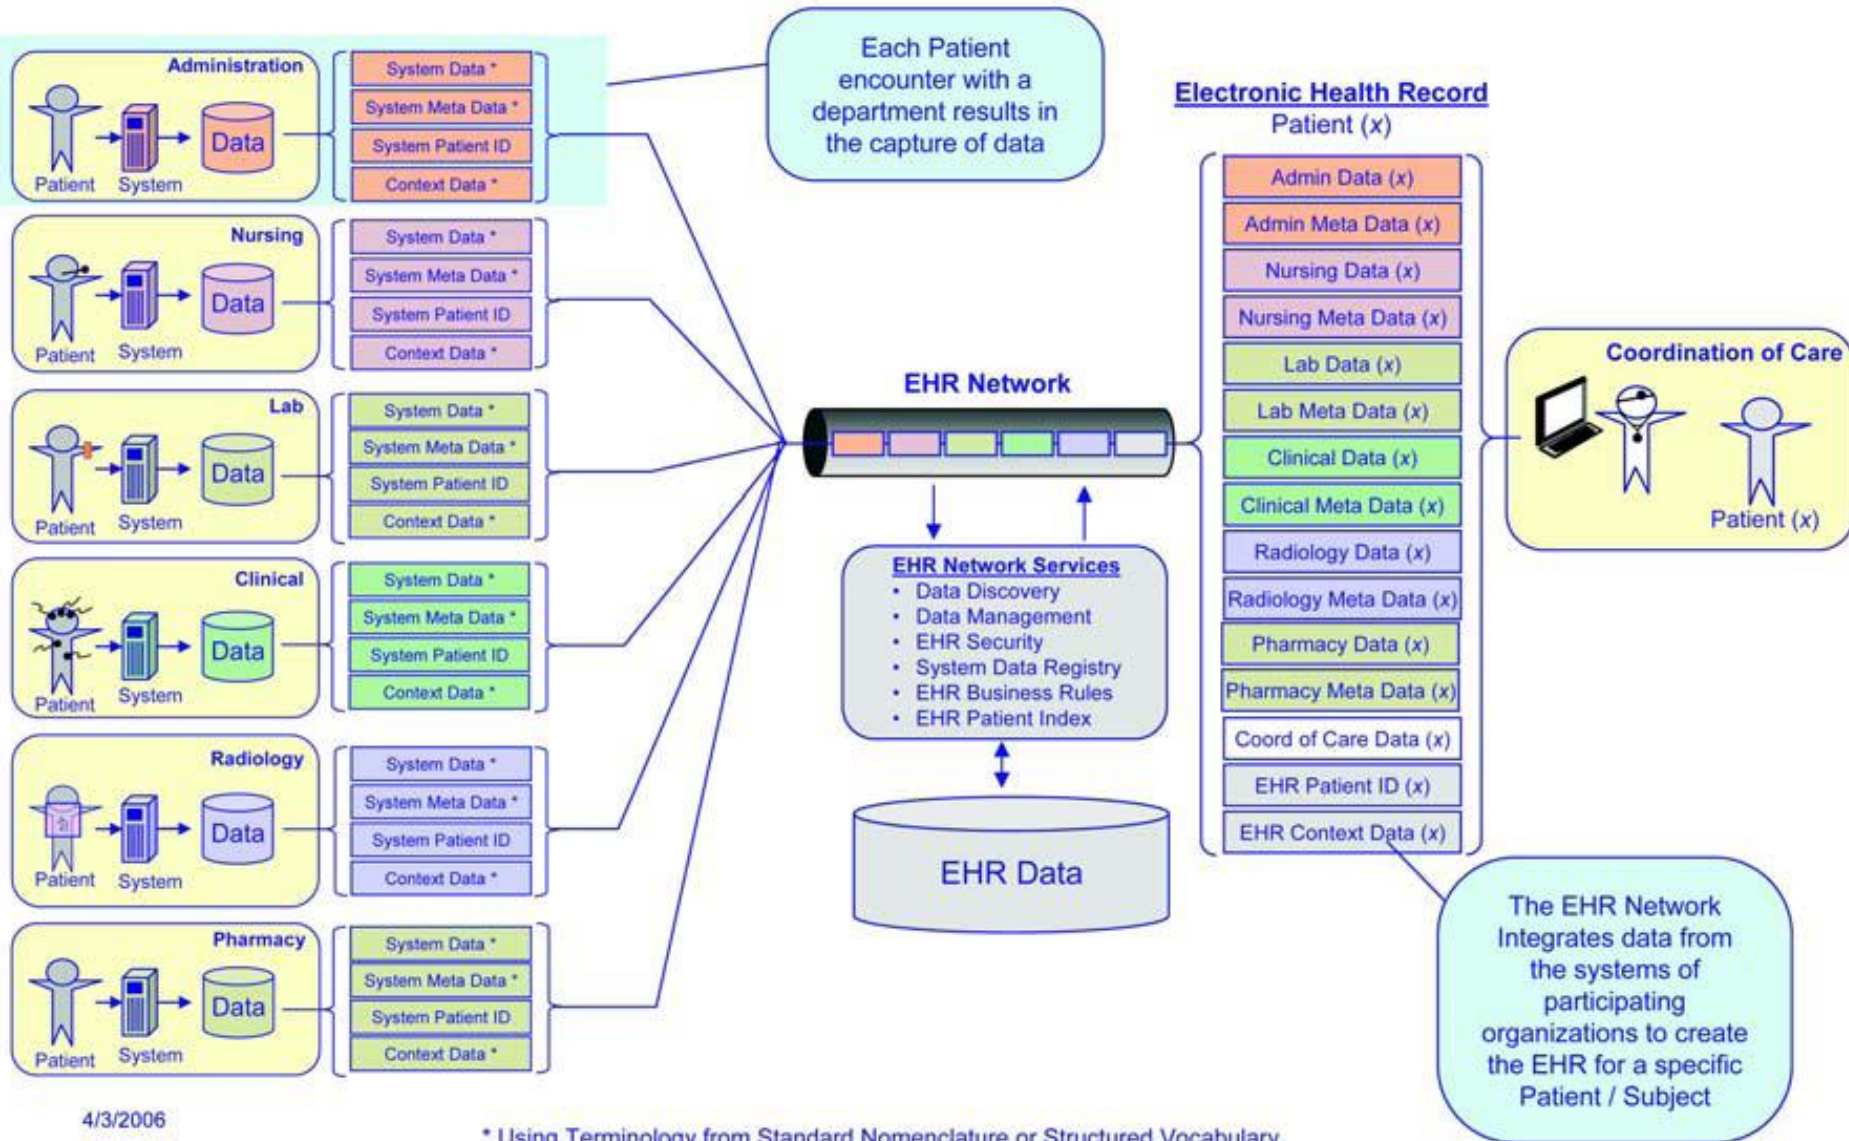 Administration
Patient
System
Data
System Data *
System Meta Data *
System Patient ID
Context Data *
Nursing
Patient
System
Data
System Data *
System Meta Data *
System Patient ID
Context Data *
Lab
Patient
System
Data
System Data *
System Meta Data *
System Patient ID
Context Data *
Clinical
Patient
System
Data
System Data *
System Meta Data *
System Patient ID
Context Data *
Radiology
Patient
System
Data
System Data *
System Meta Data *
System Patient ID
Context Data *
Pharmacy
Patient
System
Data
System Data *
System Meta Data *
System Patient ID
Context Data *
Each Patient
encounter with a
department results in
the capture of data
EHR Network
EHR Network Services
• Data Discovery
• Data Management
• EHR Security
• System Data Registry
• EHR Business Rules
• EHR Patient Index
EHR Data
Electronic Health Record
Patient (x)
Admin Data (x)
Admin Meta Data (x)
Nursing Data (x)
Nursing Meta Data (x)
Lab Data (x)
Lab Meta Data (x)
Clinical Data (x)
Clinical Meta Data (x)
Radiology Data (x)
Radiology Meta Data (x)
Pharmacy Data (x)
Pharmacy Meta Data (x)
Coord of Care Data (x)
EHR Patient ID (x)
EHR Context Data (x)
Coordination of Care
Patient (x)
The EHR Network
Integrates data from
the systems of
participating
organizations to create
the EHR for a specific
Patient / Subject
4/3/2006
* Using Terminology from Standard Nomenclature or Structured Vocabulary